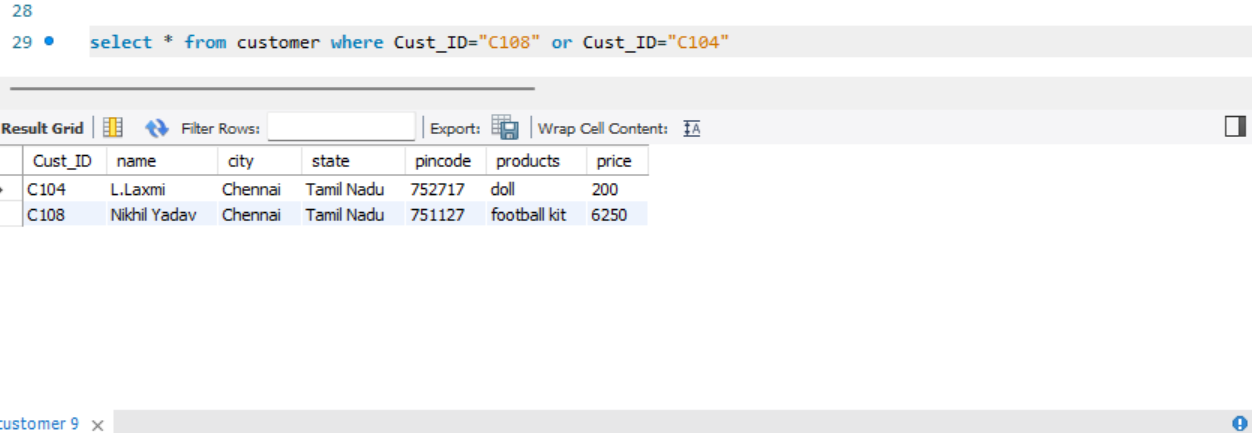 28
29 select * from customer where Cust_ID="C108" or Cust_ID="C104"
Result Grid Filter Rows: Export: Wrap Cell Content: IA
Cust_ID name city state pincode products price
C104 L.Laxmi Chennai Tamil Nadu 752717 doll 200
C108 Nikhil Yadav Chennai Tamil Nadu 751127 football kit 6250
customer 9 ×